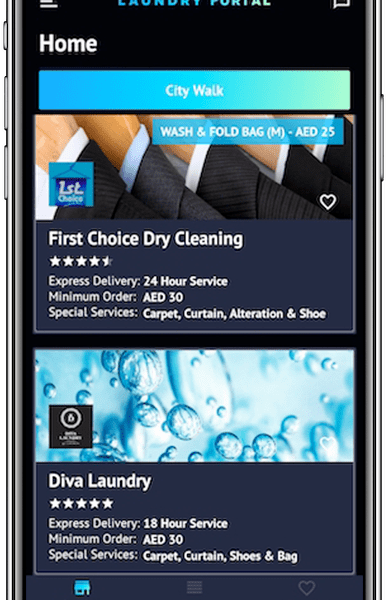 LAUNDRY PORTAL
Home
City Walk
WASH & FOLD BAG (M) - AED 25
1st
Choice
First Choice Dry Cleaning
Express Delivery: 24 Hour Service
Minimum Order: AED 30
Special Services: Carpet, Curtain, Alteration & Shoe
DIVA
LAUNDRY
Diva Laundry
Express Delivery: 18 Hour Service
Minimum Order: AED 30
Special Services: Carpet, Curtain, Shoes & Bag